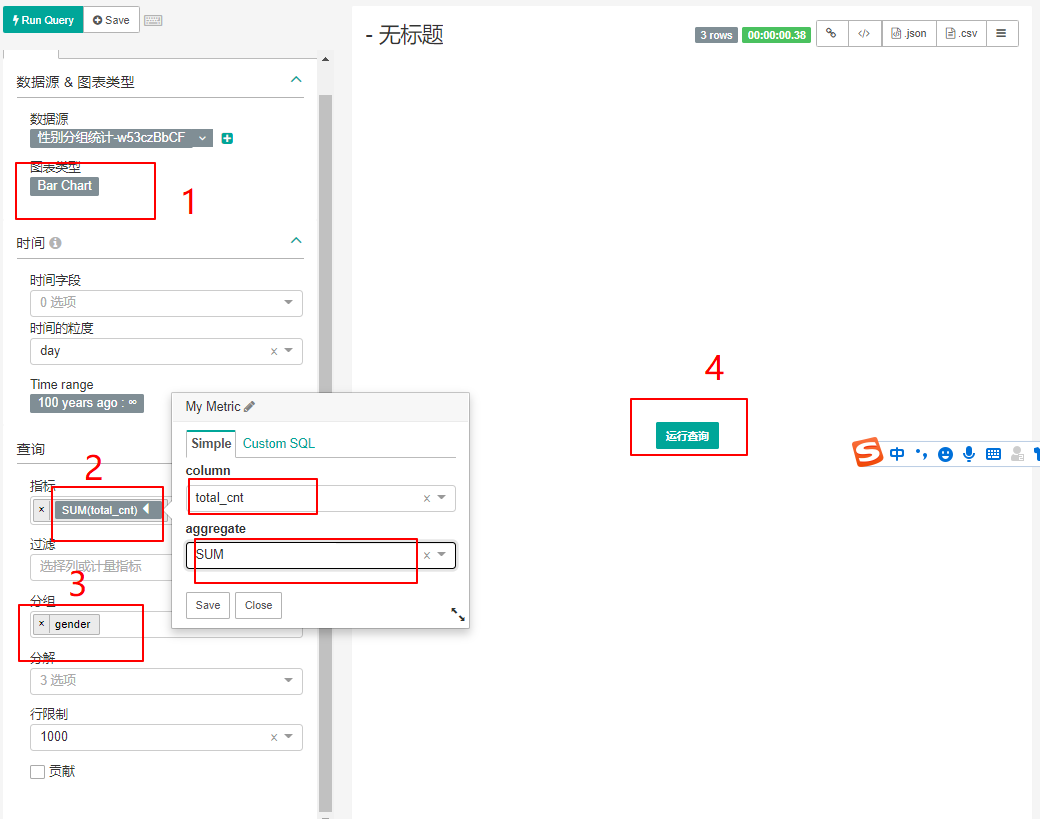 Run Query
Save
- 无标题
3 rows
00:00:00.38
.json
.csv
数据源 & 图表类型
数据源
性别分组统计-w53czBbCF
图表类型
Bar Chart
1
时间
时间字段
0 选项
时间的粒度
day
x
4
Time range
100 years ago : ∞
My Metric
运行查询
中
Simple
Custom SQL
查询
2
column
指标
× SUM(total_cnt)
total_cnt
x
aggregate
过滤
SUM
x
选择列或计量指标
3
分组
Save
Close
× gender
分解
3 选项
行限制
1000
x
贡献